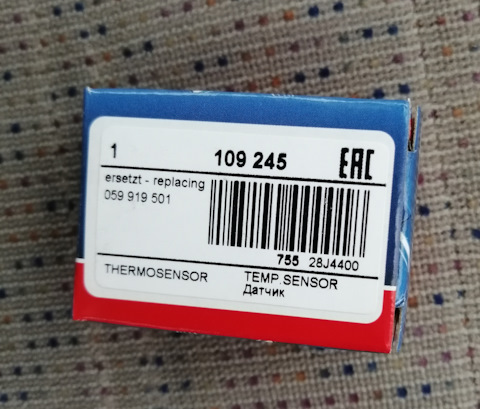 1 109 245 EAC
ersetzt - replacing
059 919 501
755 28J4400
THERMOSENSOR TEMP.SENSOR
Датчик